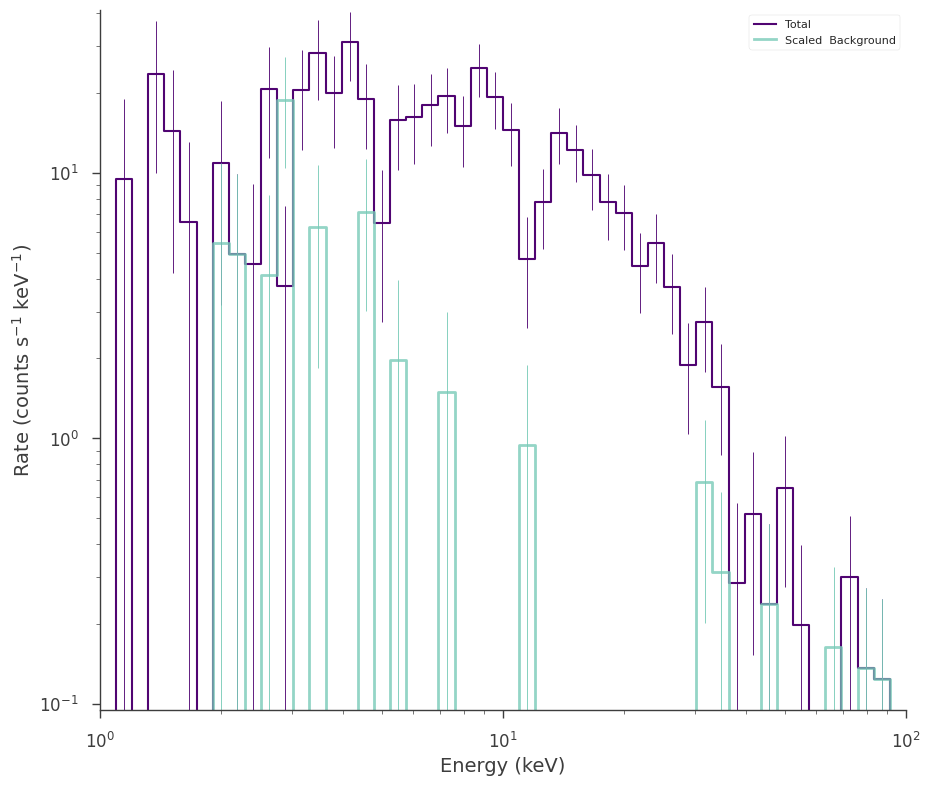 Total
Scaled  Background
Rate (counts s⁻¹ keV⁻¹)
10¹
10⁰
10⁻¹
10⁰ 10¹ 10²
Energy (keV)